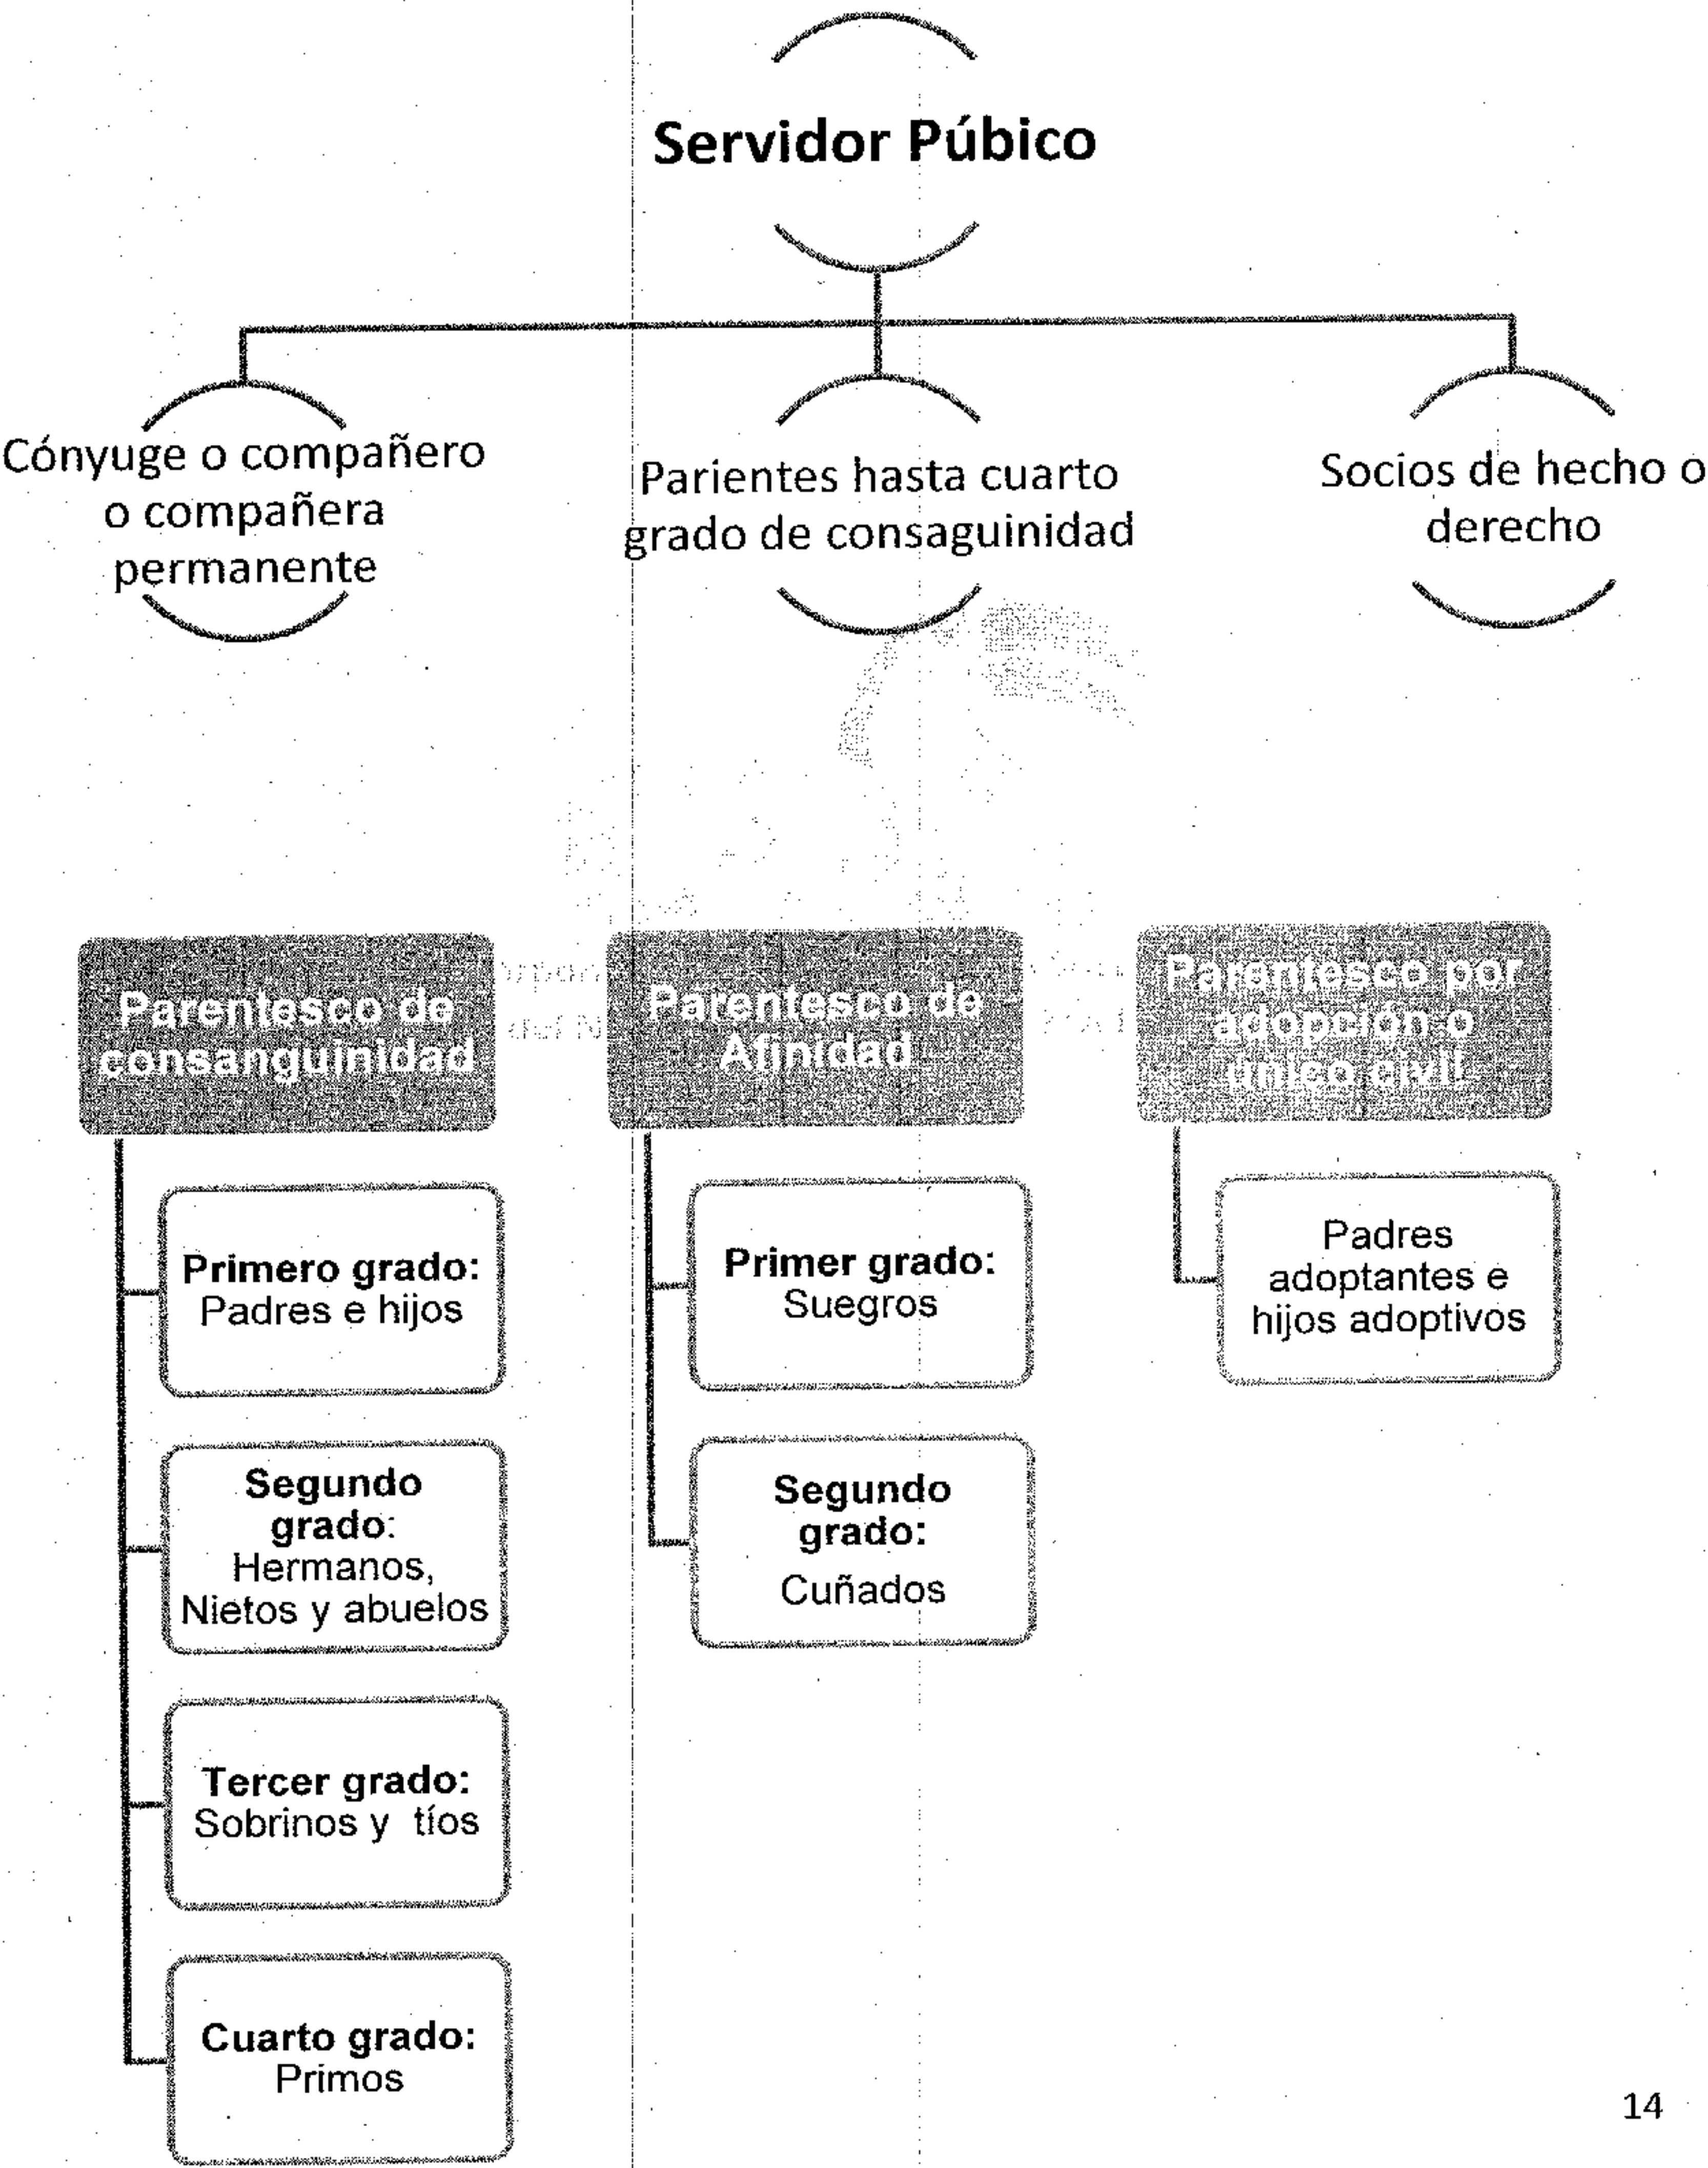 Servidor Púbico
Cónyuge o compañero
o compañera
permanente
Parientes hasta cuarto
grado de consaguinidad
Socios de hecho o
derecho
Parentesco de
consanguinidad
Primero grado:
Padres e hijos
Segundo
grado:
Hermanos,
Nietos y abuelos
Tercer grado:
Sobrinos y tíos
Cuarto grado:
Primos
Parentesco de
Afinidad
Primer grado:
Suegros
Segundo
grado:
Cuñados
Parentesco por
adopción o
único civil
Padres
adoptantes e
hijos adoptivos
14